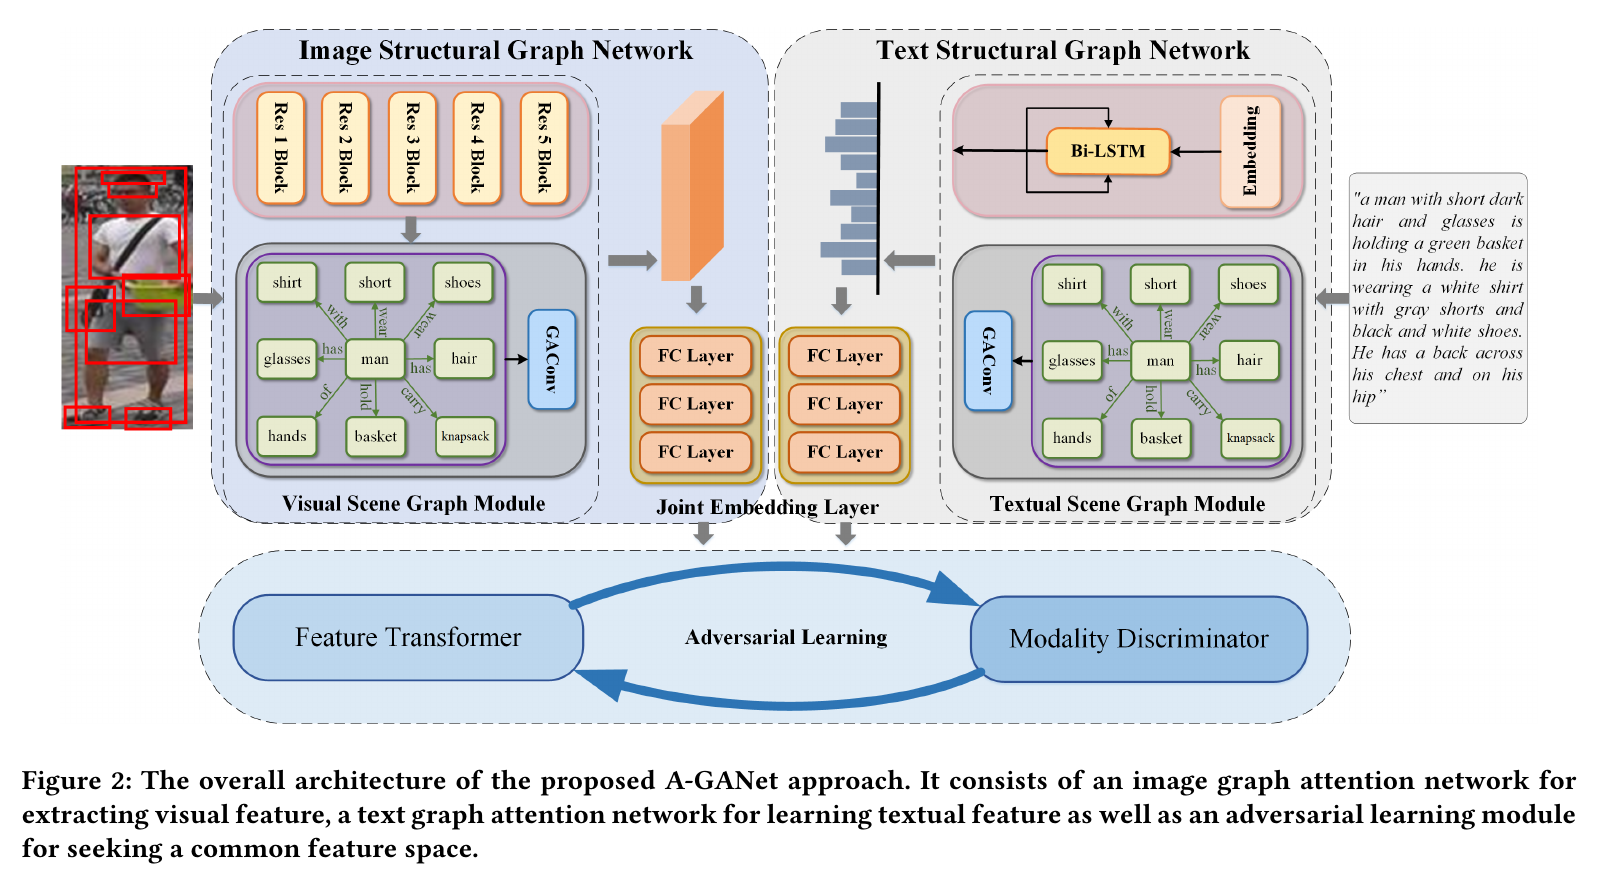 Image Structural Graph Network
Text Structural Graph Network
Res 1 Block
Res 2 Block
Res 3 Block
Res 4 Block
Res 5 Block
Bi-LSTM
Embedding
shirt
short
shoes
with
wear
wear
glasses
has
man
has
hair
of
hold
carry
hands
basket
knapsack
GAConv
Visual Scene Graph Module
FC Layer
FC Layer
FC Layer
FC Layer
FC Layer
FC Layer
Joint Embedding Layer
GAConv
shirt
short
shoes
with
wear
wear
glasses
has
man
has
hair
of
hold
carry
hands
basket
knapsack
Textual Scene Graph Module
"a man with short dark
hair and glasses is
holding a green basket
in his hands. he is
wearing a white shirt
with gray shorts and
black and white shoes.
He has a back across
his chest and on his
hip”
Feature Transformer
Adversarial Learning
Modality Discriminator
Figure 2: The overall architecture of the proposed A-GANet approach. It consists of an image graph attention network for
extracting visual feature, a text graph attention network for learning textual feature as well as an adversarial learning module
for seeking a common feature space.